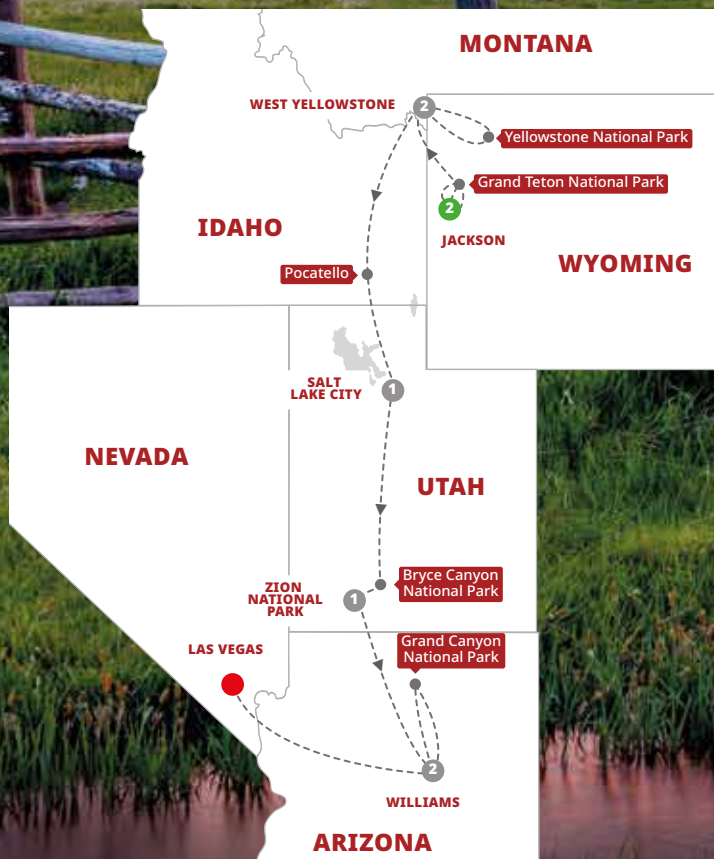 MONTANA
WEST YELLOWSTONE
2
Yellowstone National Park
Grand Teton National Park
2
JACKSON
IDAHO
WYOMING
Pocatello
SALT
LAKE CITY
1
NEVADA
UTAH
Bryce Canyon
National Park
ZION
NATIONAL
PARK
1
LAS VEGAS
Grand Canyon
National Park
2
WILLIAMS
ARIZONA